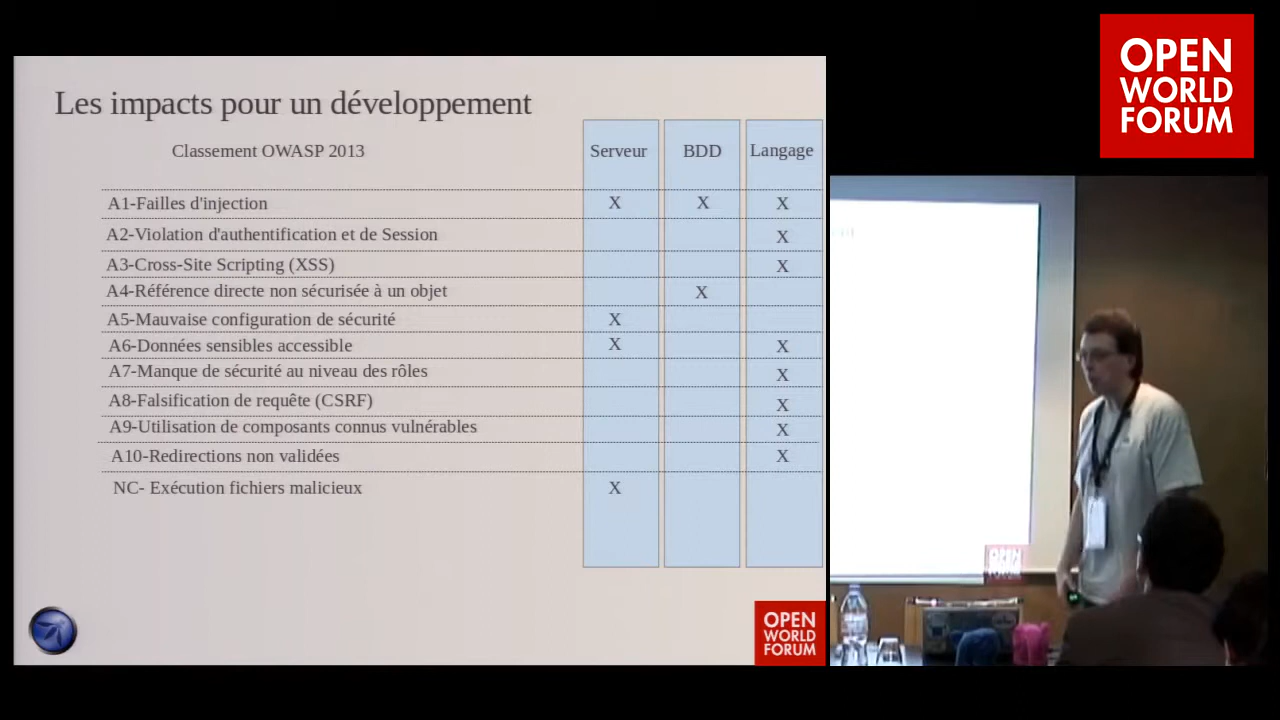 OPEN
WORLD
FORUM
Les impacts pour un développement
Classement OWASP 2013 Serveur BDD Langage
A1-Failles d'injection X X X
A2-Violation d'authentification et de Session X
A3-Cross-Site Scripting (XSS) X
A4-Référence directe non sécurisée à un objet X
A5-Mauvaise configuration de sécurité X
A6-Données sensibles accessible X X
A7-Manque de sécurité au niveau des rôles X
A8-Falsification de requête (CSRF) X
A9-Utilisation de composants connus vulnérables X
A10-Redirections non validées X
NC- Exécution fichiers malicieux X
OPEN
WORLD
FORUM
OPEN
WORLD
FORUM